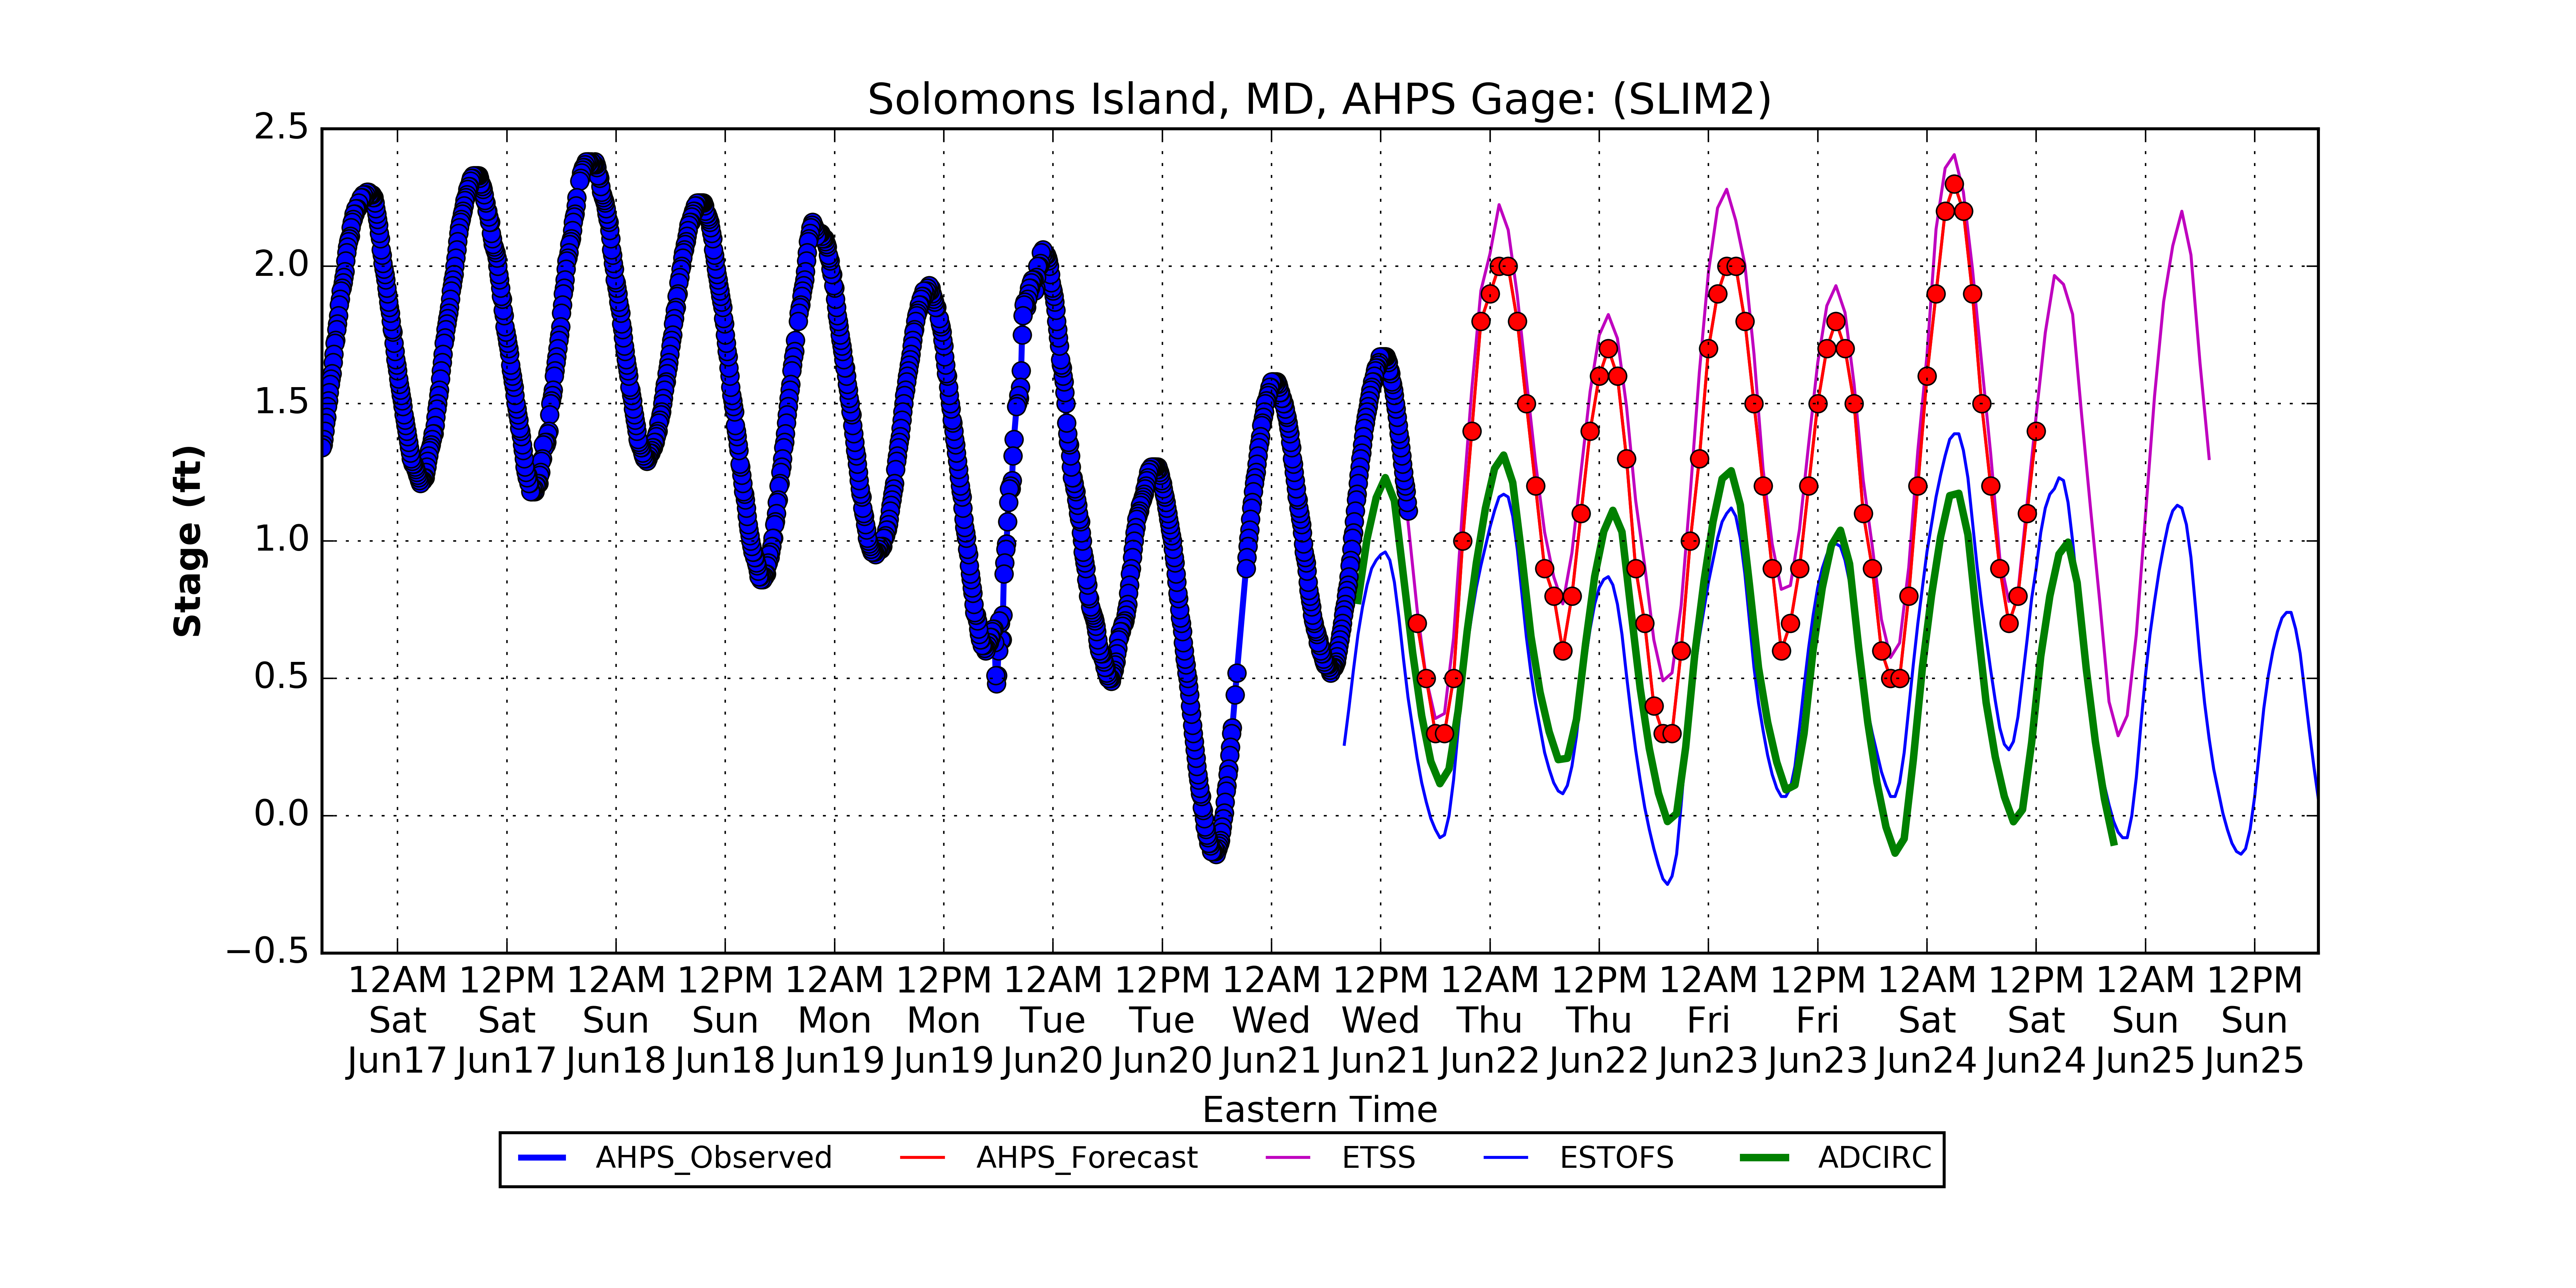 Solomons Island, MD, AHPS Gage: (SLIM2)
2.5
2.0
1.5
1.0
0.5
0.0
−0.5
Stage (ft)
12AM 12PM 12AM 12PM 12AM 12PM 12AM 12PM 12AM 12PM 12AM 12PM 12AM 12PM 12AM 12PM 12AM 12PM
Sat Sat Sun Sun Mon Mon Tue Tue Wed Wed Thu Thu Fri Fri Sat Sat Sun Sun
Jun17 Jun17 Jun18 Jun18 Jun19 Jun19 Jun20 Jun20 Jun21 Jun21 Jun22 Jun22 Jun23 Jun23 Jun24 Jun24 Jun25 Jun25
Eastern Time
AHPS_Observed AHPS_Forecast ETSS ESTOFS ADCIRC